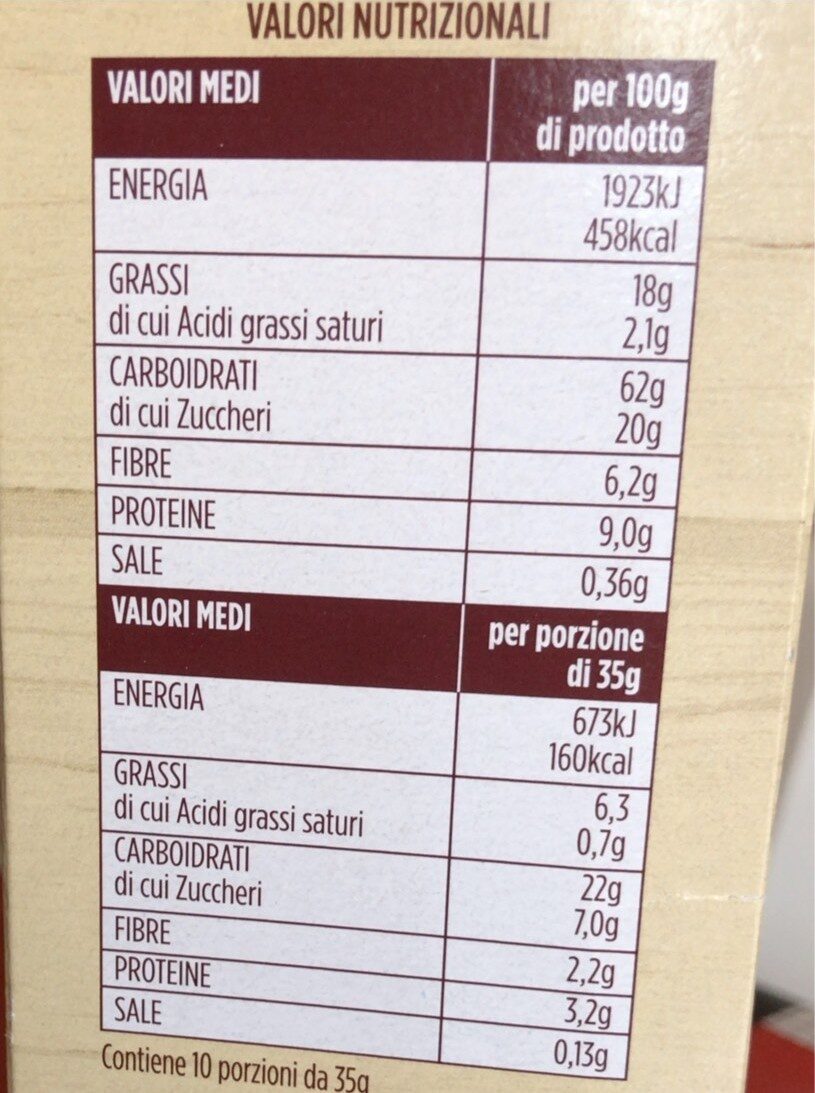 VALORI NUTRIZIONALI
VALORI MEDI per 100g
di prodotto
ENERGIA 1923kJ
458kcal
GRASSI 18g
di cui Acidi grassi saturi 2,1g
CARBOIDRATI 62g
di cui Zuccheri 20g
FIBRE 6,2g
PROTEINE 9,0g
SALE 0,36g
VALORI MEDI per porzione
di 35g
ENERGIA 673kJ
160kcal
GRASSI 6,3
di cui Acidi grassi saturi 0,7g
CARBOIDRATI 22g
di cui Zuccheri 7,0g
FIBRE 2,2g
PROTEINE 3,2g
SALE 0,13g
Contiene 10 porzioni da 35g